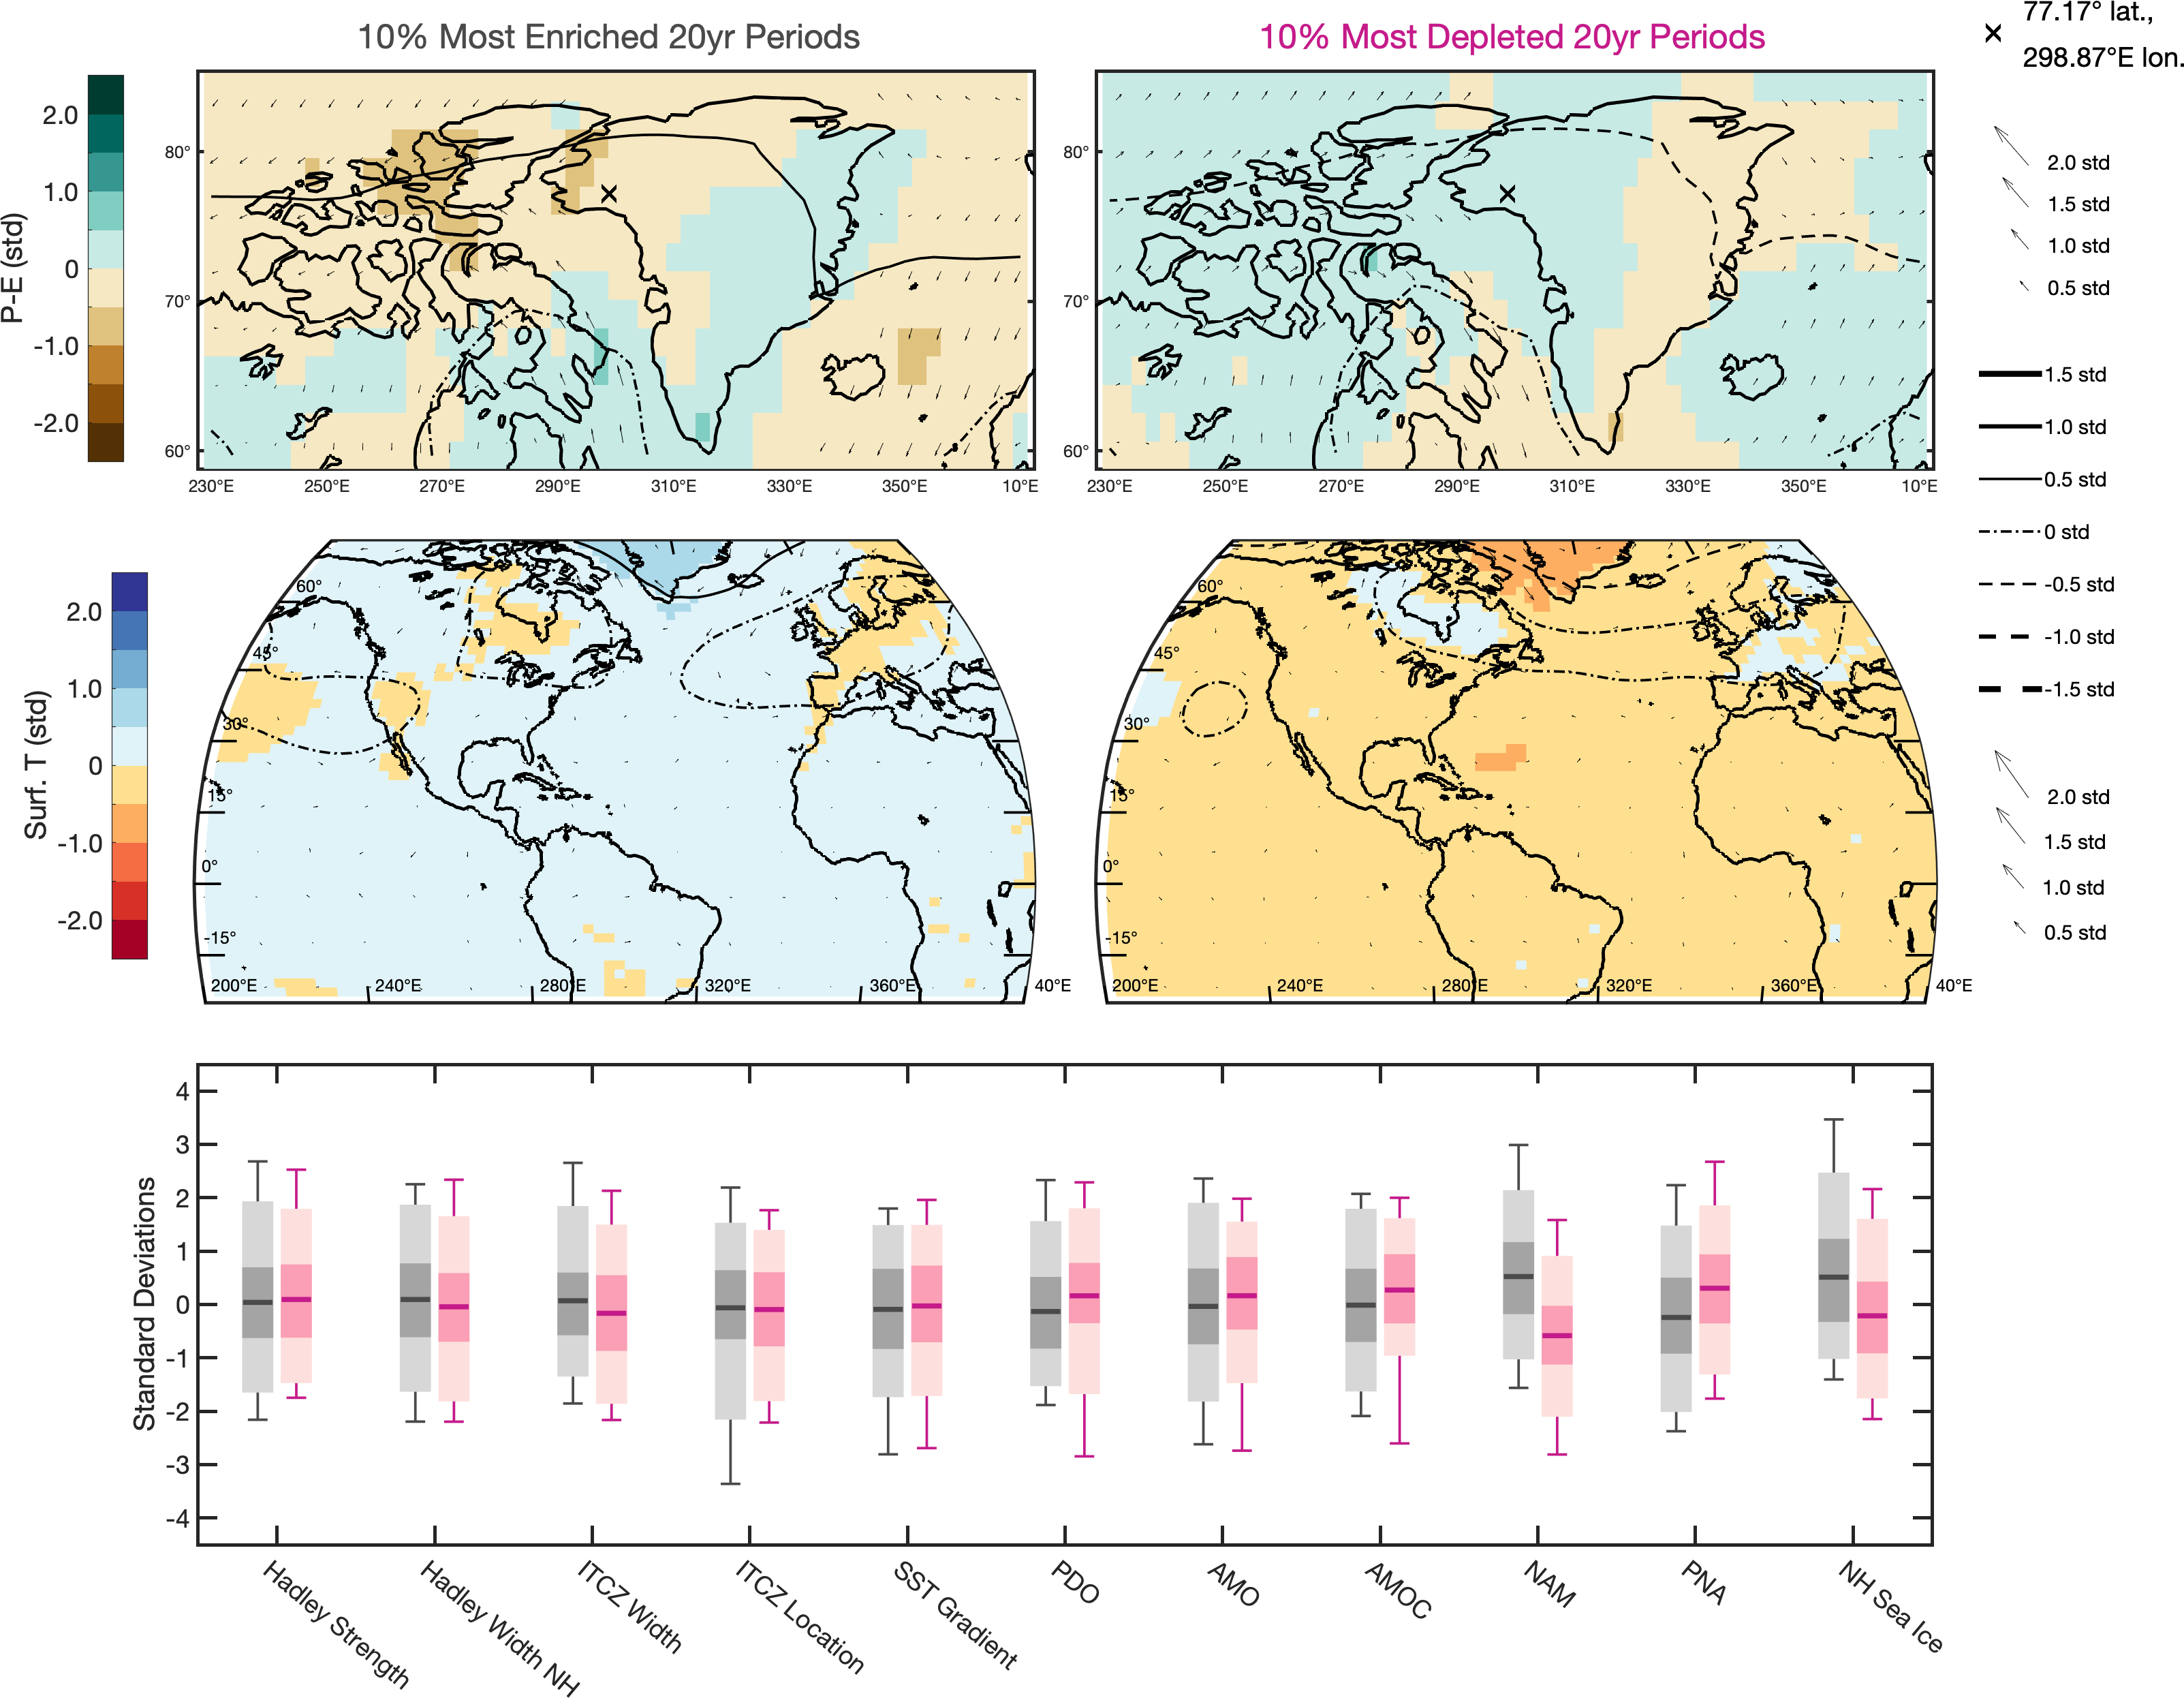 10% Most Enriched 20yr Periods
10% Most Depleted 20yr Periods
77.17° lat.,
298.87°E lon.
P-E (std)
2.0
1.0
0
-1.0
-2.0
80°
70°
60°
230°E 250°E 270°E 290°E 310°E 330°E 350°E 10°E
80°
70°
60°
230°E 250°E 270°E 290°E 310°E 330°E 350°E 10°E
2.0 std
1.5 std
1.0 std
0.5 std
1.5 std
1.0 std
0.5 std
0 std
-0.5 std
-1.0 std
-1.5 std
Surf. T (std)
2.0
1.0
0
-1.0
-2.0
60°
45°
30°
15°
0°
-15°
200°E 240°E 280°E 320°E 360°E 40°E
60°
45°
30°
15°
0°
-15°
200°E 240°E 280°E 320°E 360°E 40°E
2.0 std
1.5 std
1.0 std
0.5 std
Standard Deviations
4
3
2
1
0
-1
-2
-3
-4
Hadley Strength
Hadley Width NH
ITCZ Width
ITCZ Location
SST Gradient
PDO
AMO
AMOC
NAM
PNA
NH Sea Ice